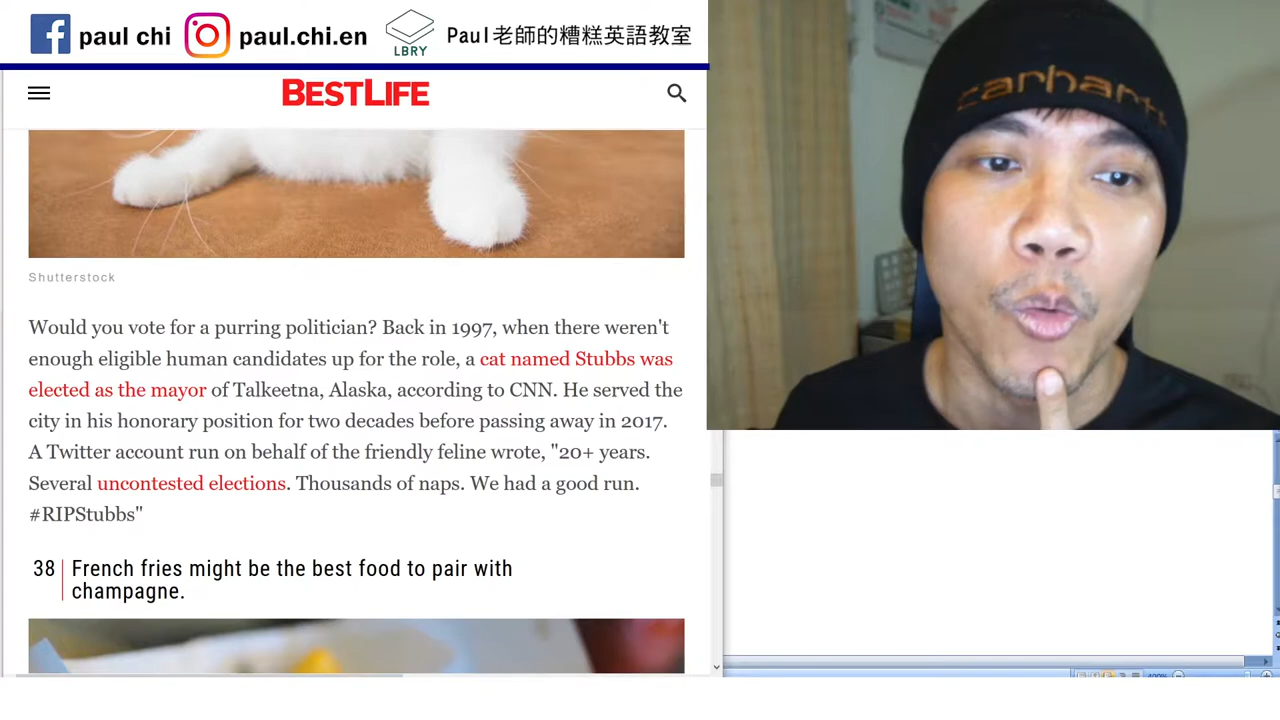 paul chi
paul.chi.en
LBRY
Paul老師的糟糕英語教室
BESTLIFE
carhartt
Shutterstock
Would you vote for a purring politician? Back in 1997, when there weren't
enough eligible human candidates up for the role, a cat named Stubbs was
elected as the mayor of Talkeetna, Alaska, according to CNN. He served the
city in his honorary position for two decades before passing away in 2017.
A Twitter account run on behalf of the friendly feline wrote, "20+ years.
Several uncontested elections. Thousands of naps. We had a good run.
#RIPStubbs"
38 French fries might be the best food to pair with
champagne.